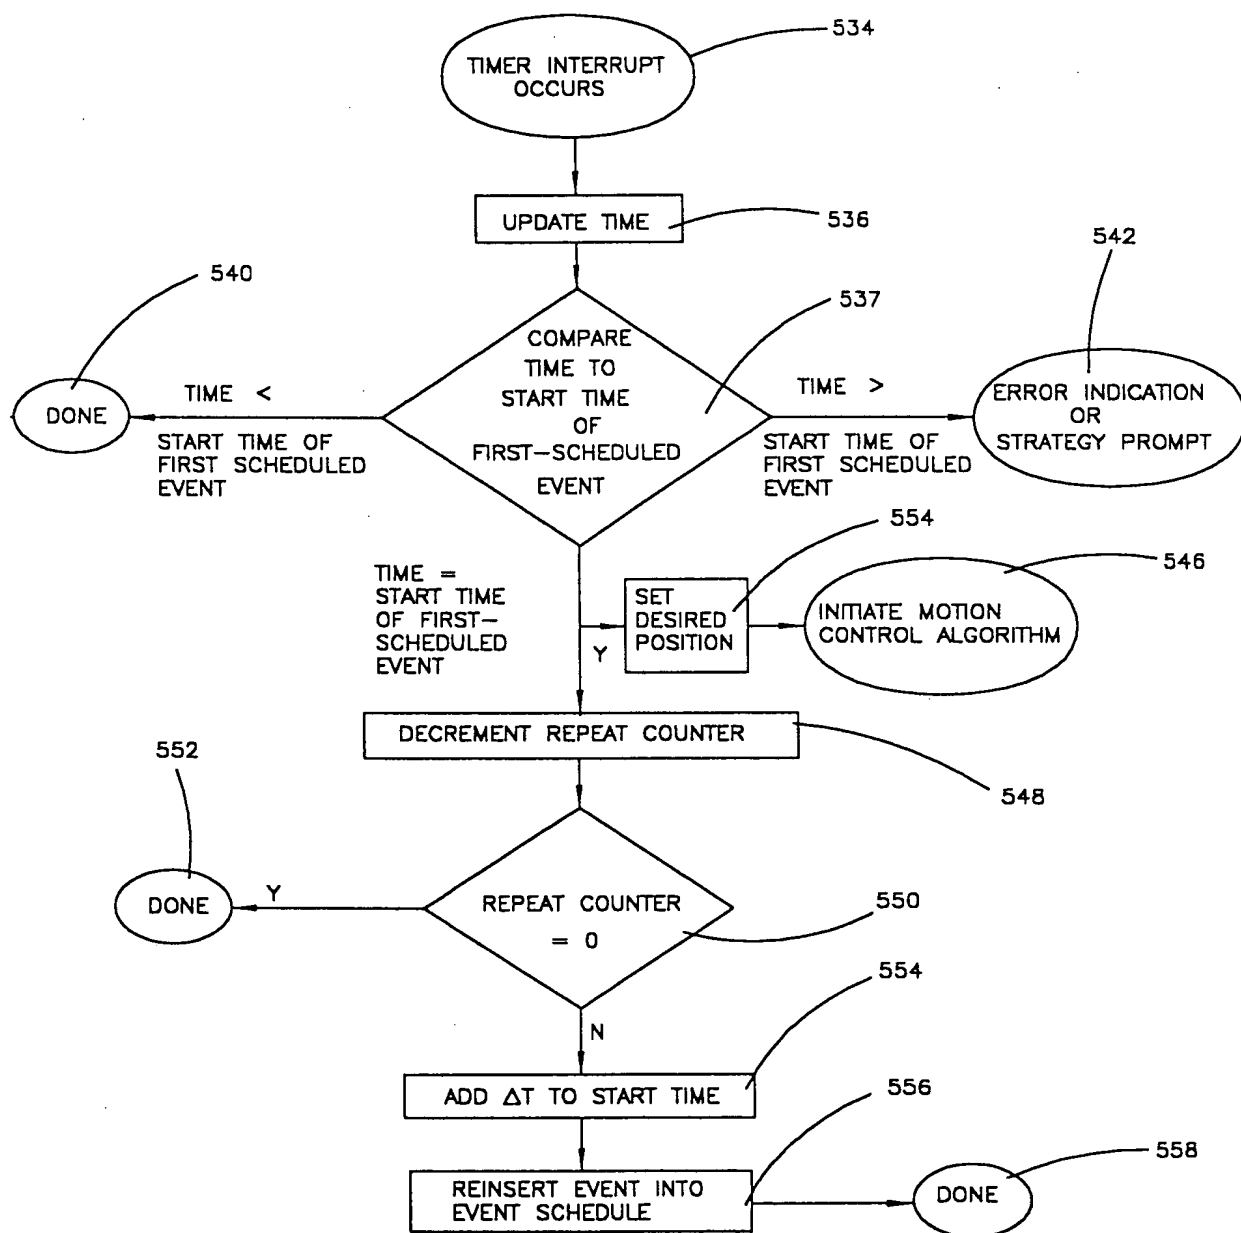 534
TIMER INTERRUPT
OCCURS
UPDATE TIME
536
540
542
537
COMPARE
TIME TO
START TIME
OF
FIRST-SCHEDULED
EVENT
DONE
TIME <
START TIME OF
FIRST SCHEDULED
EVENT
TIME >
START TIME OF
FIRST SCHEDULED
EVENT
ERROR INDICATION
OR
STRATEGY PROMPT
554
546
TIME =
START TIME
OF FIRST-
SCHEDULED
EVENT
Y
SET
DESIRED
POSITION
INITIATE MOTION
CONTROL ALGORITHM
DECREMENT REPEAT COUNTER
548
552
DONE
Y
REPEAT COUNTER
= 0
550
N
554
ADD ΔT TO START TIME
556
REINSERT EVENT INTO
EVENT SCHEDULE
DONE
558